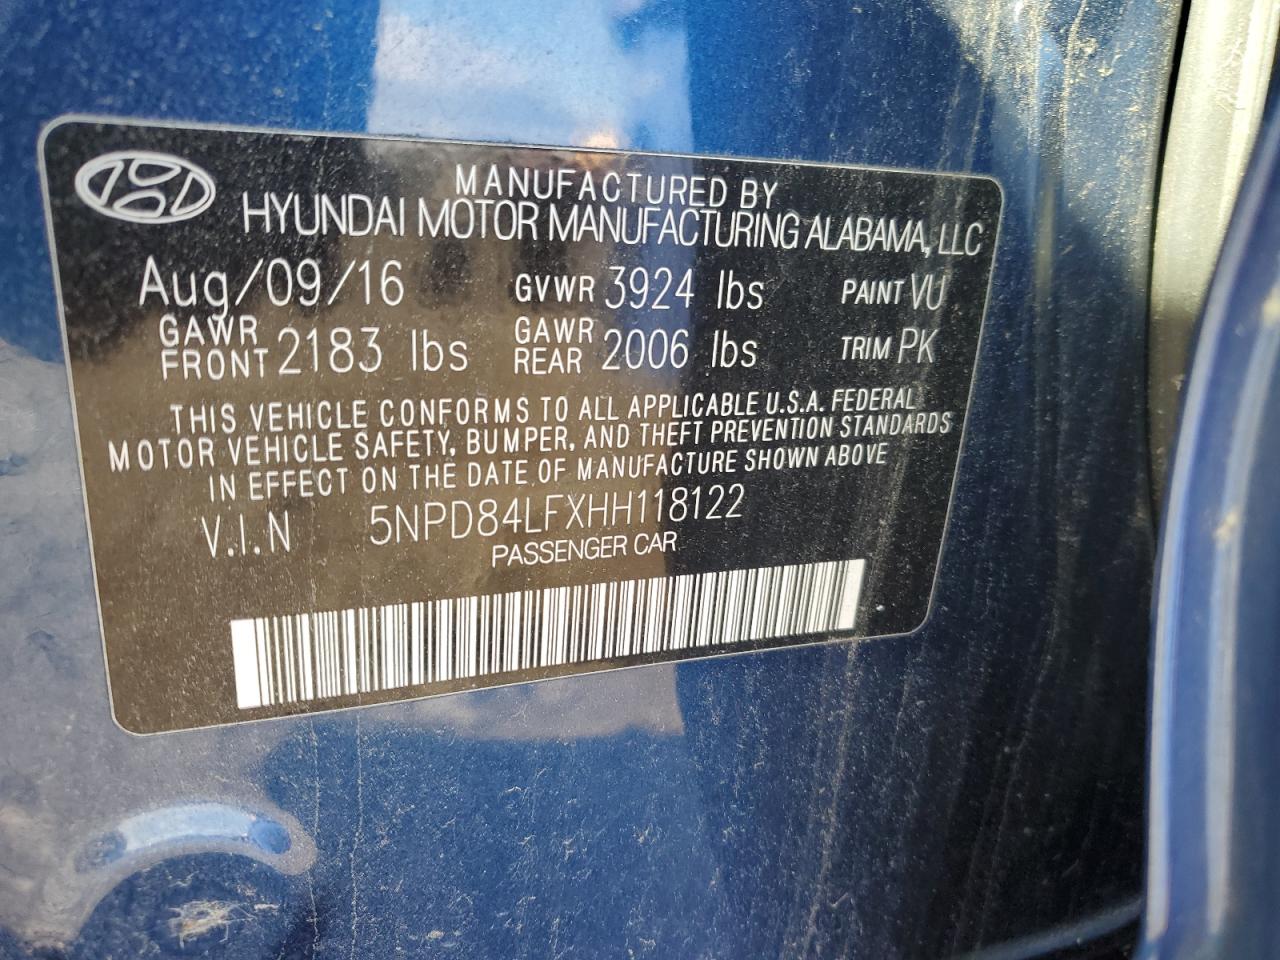 MANUFACTURED BY
HYUNDAI MOTOR MANUFACTURING ALABAMA, LLC
Aug/09/16 GVWR 3924 lbs PAINT VU
GAWR FRONT 2183 lbs GAWR REAR 2006 lbs TRIM PK
THIS VEHICLE CONFORMS TO ALL APPLICABLE U.S.A. FEDERAL
MOTOR VEHICLE SAFETY, BUMPER, AND THEFT PREVENTION STANDARDS
IN EFFECT ON THE DATE OF MANUFACTURE SHOWN ABOVE
V.I.N 5NPD84LFXHH118122
PASSENGER CAR